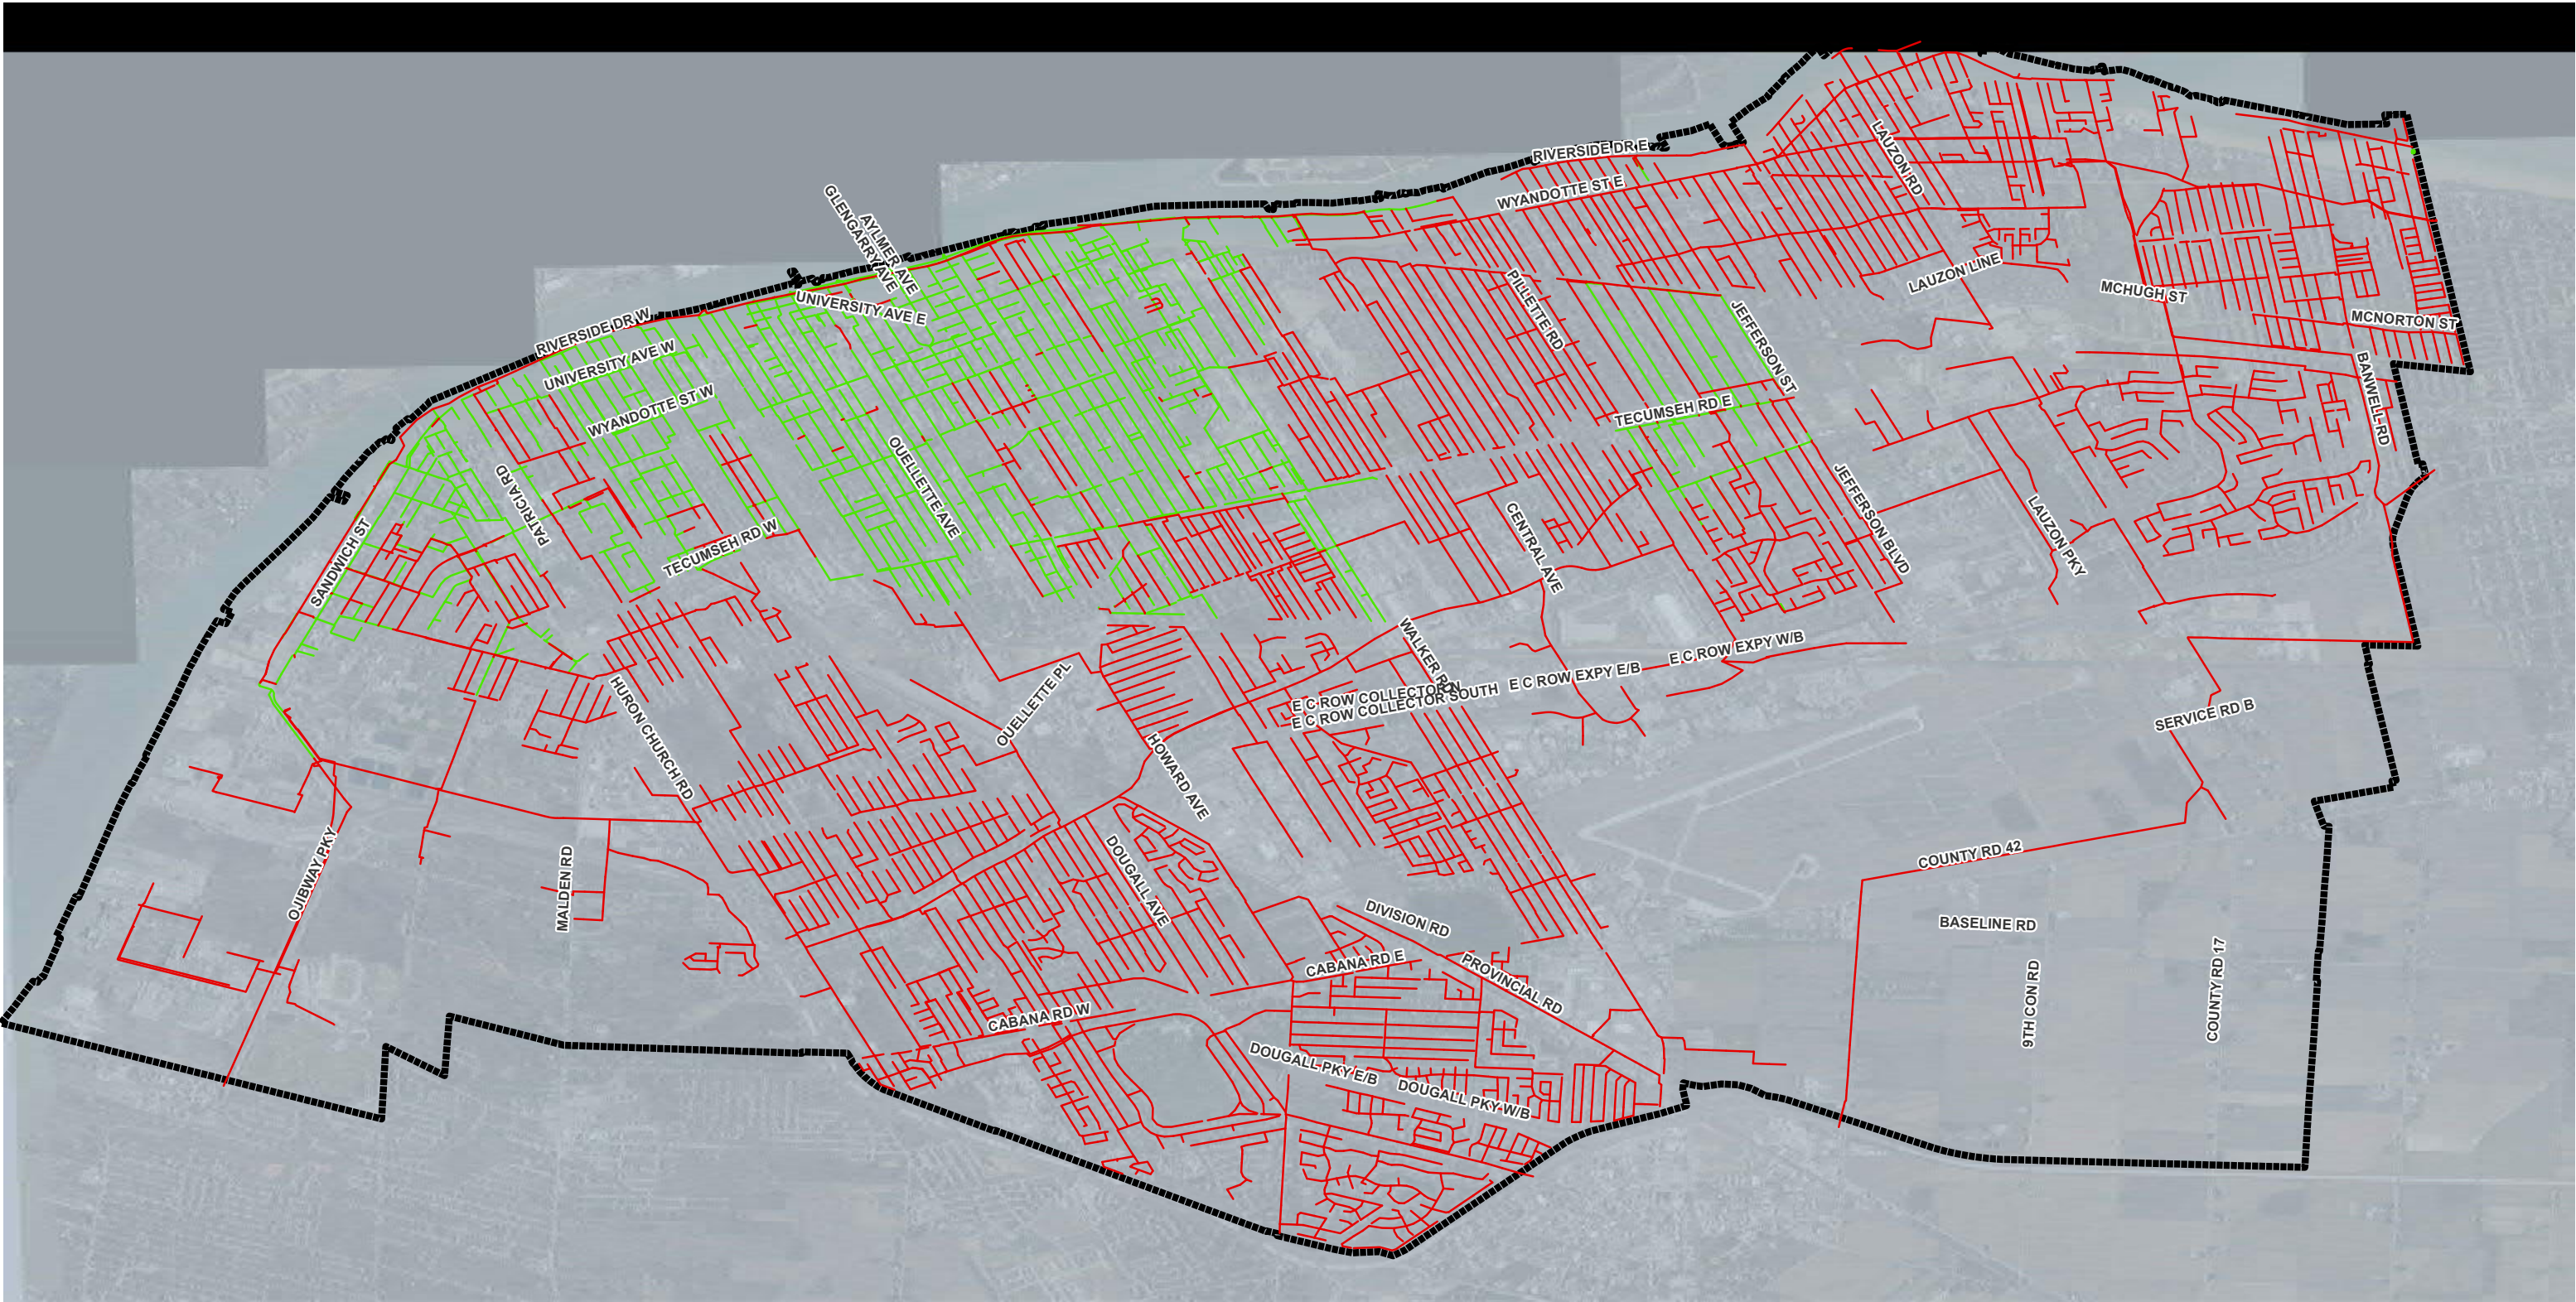 RIVERSIDE DR E
LAUZON RD
WYANDOTTE ST E
GLENGARRY AVE
AYLMER AVE
UNIVERSITY AVE E
RIVERSIDE DR W
UNIVERSITY AVE W
WYANDOTTE ST W
LAUZON LINE
MCHUGH ST
MCNORTON ST
PILLETTE RD
JEFFERSON ST
BANWELL RD
TECUMSEH RD E
PATRICIA RD
OUELLETTE AVE
SANDWICH ST
TECUMSEH RD W
CENTRAL AVE
JEFFERSON BLVD
LAUZON PKY
WALKER RD
E C ROW EXPY W/B
E C ROW EXPY E/B
E C ROW COLLECTOR N
E C ROW COLLECTOR SOUTH
HURON CHURCH RD
OUELLETTE PL
HOWARD AVE
SERVICE RD B
OJIBWAY PKY
MALDEN RD
DOUGALL AVE
COUNTY RD 42
DIVISION RD
BASELINE RD
CABANA RD E
PROVINCIAL RD
9TH CON RD
COUNTY RD 17
CABANA RD W
DOUGALL PKY E/B
DOUGALL PKY W/B